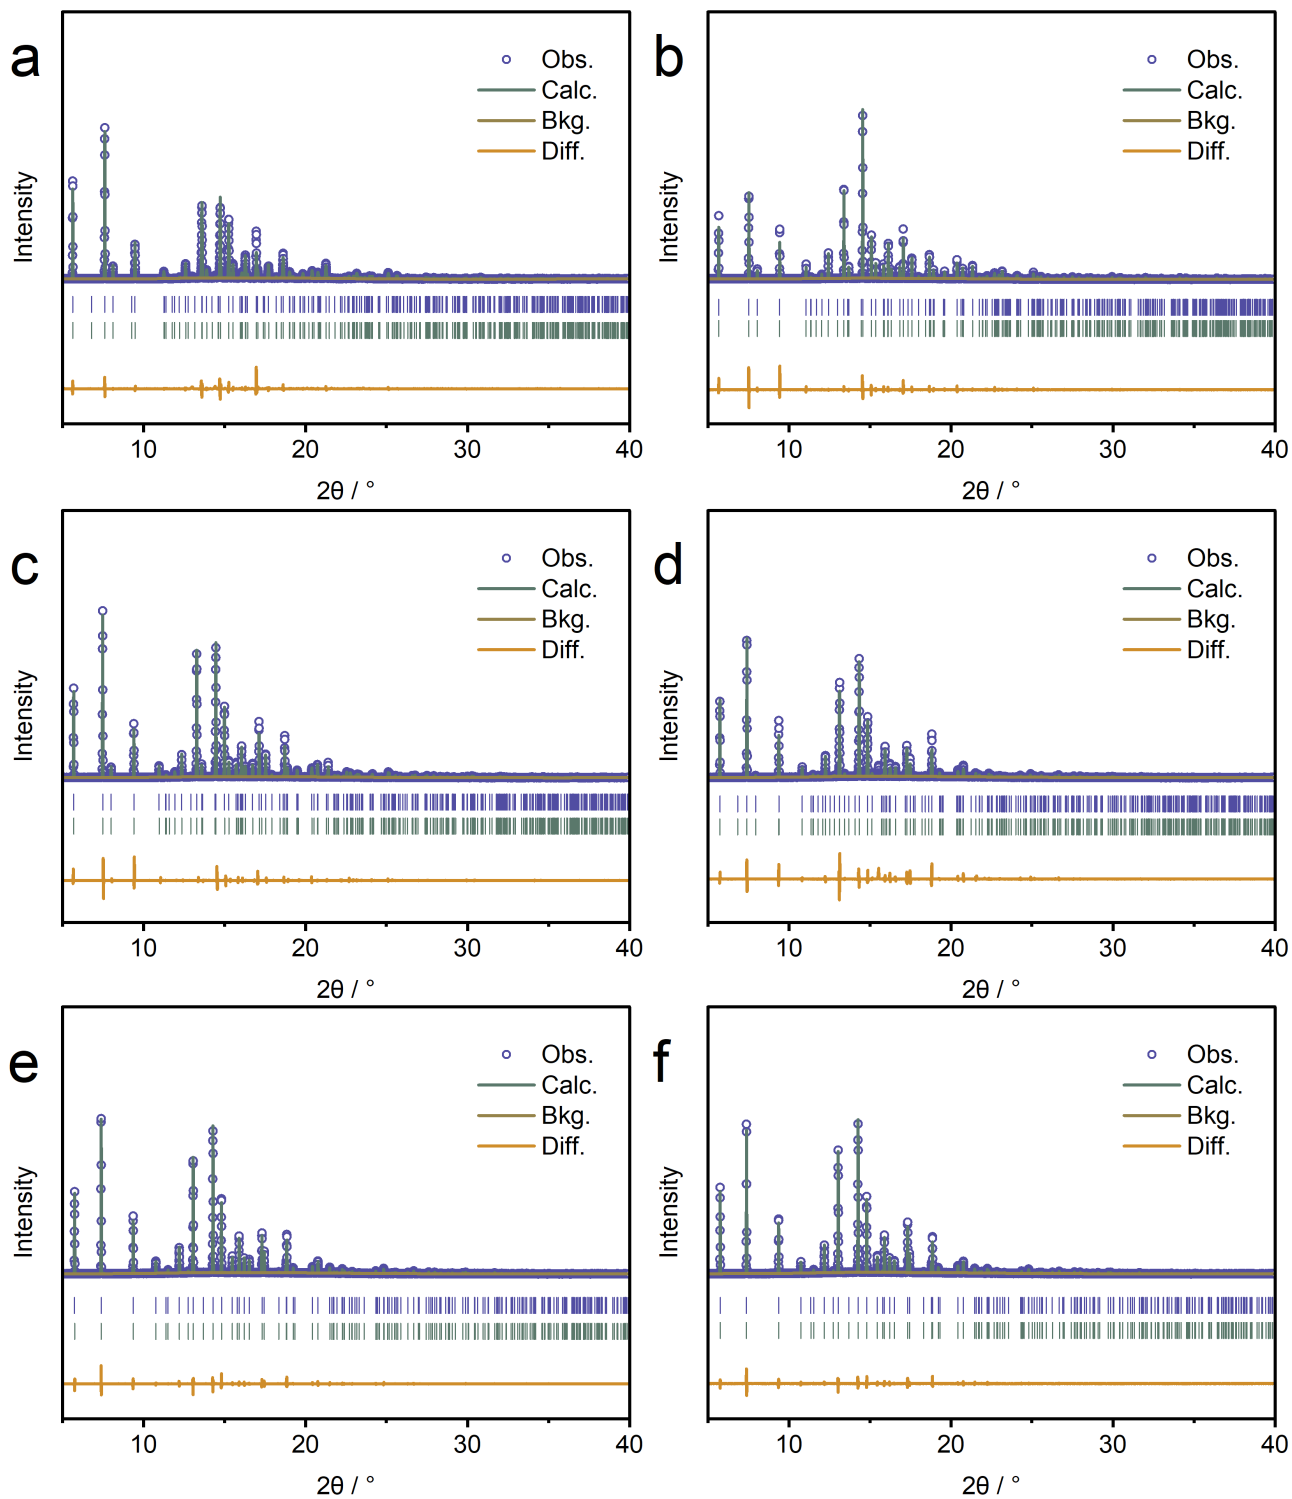 a
Obs.
Calc.
Bkg.
Diff.
Intensity
10
20
30
40
2θ / °
b
Obs.
Calc.
Bkg.
Diff.
Intensity
10
20
30
40
2θ / °
c
Obs.
Calc.
Bkg.
Diff.
Intensity
10
20
30
40
2θ / °
d
Obs.
Calc.
Bkg.
Diff.
Intensity
10
20
30
40
2θ / °
e
Obs.
Calc.
Bkg.
Diff.
Intensity
10
20
30
40
2θ / °
f
Obs.
Calc.
Bkg.
Diff.
Intensity
10
20
30
40
2θ / °